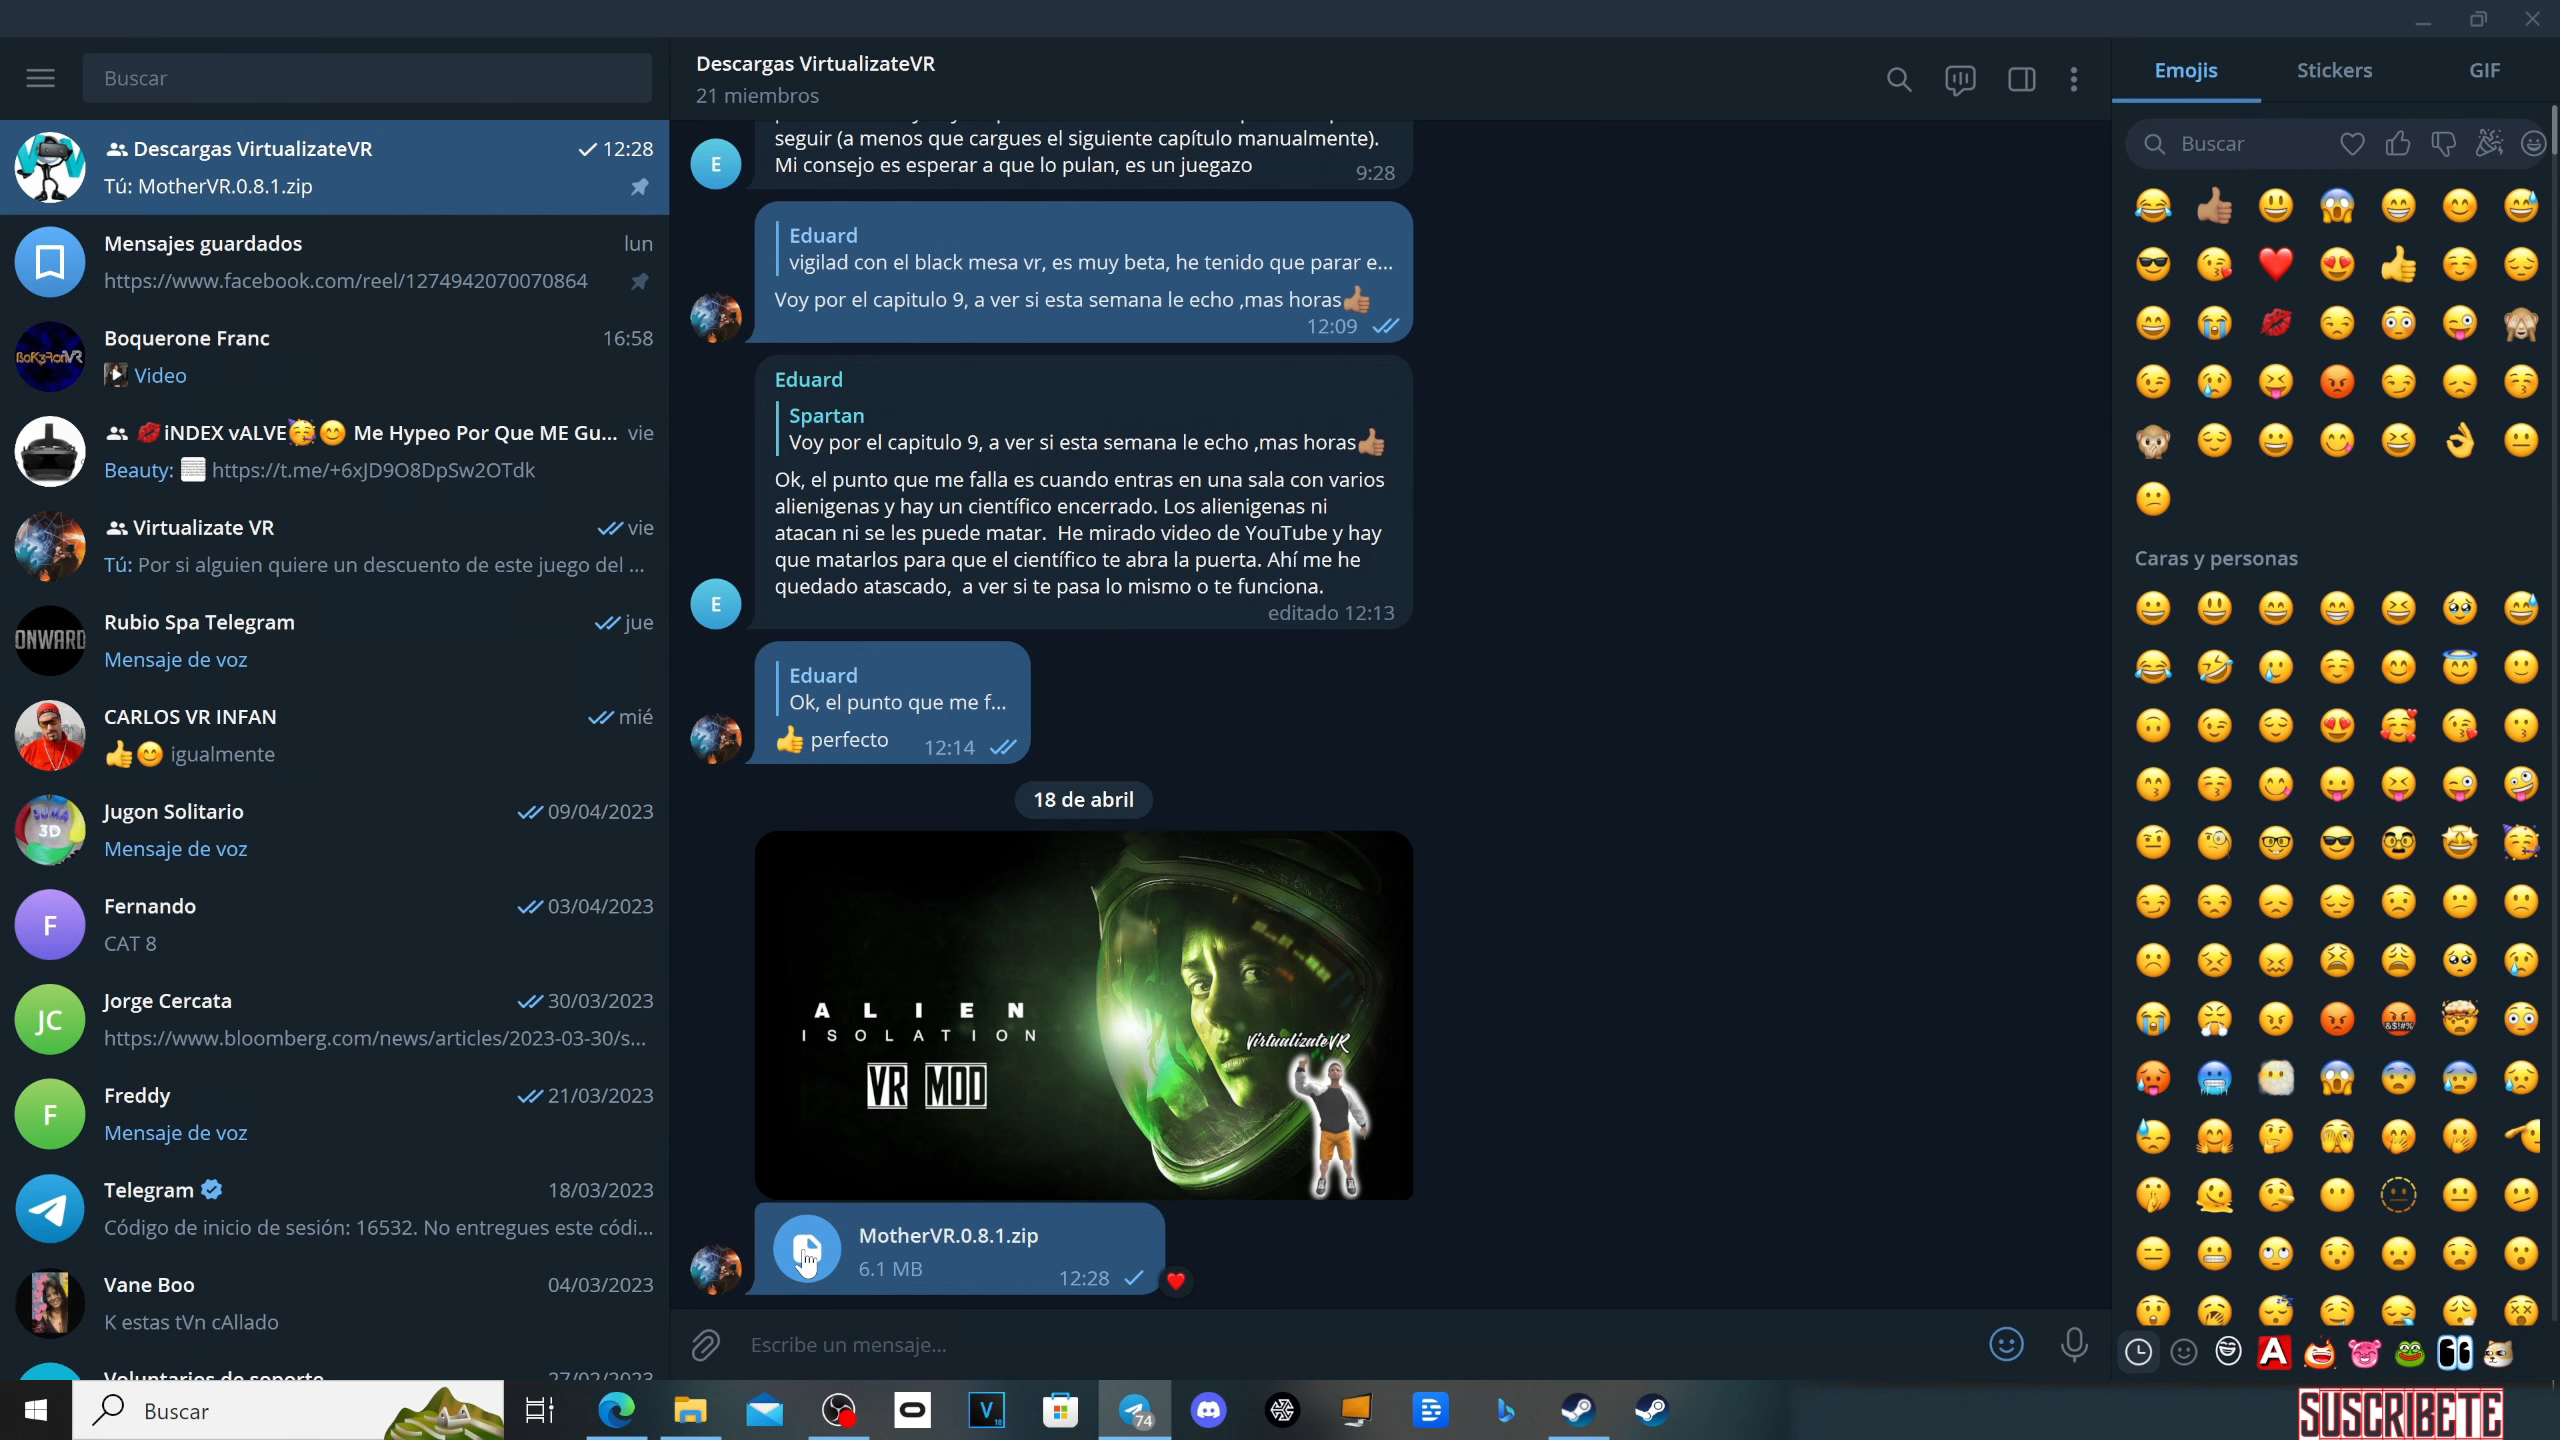 Buscar
Descargas VirtualizateVR
12:28
Tú: MotherVR.0.8.1.zip
Mensajes guardados
lun
https://www.facebook.com/reel/1274942070070864
Boquerone Franc
16:58
Video
BoK3RonVR
💋iNDEX vALVE🥳😊 Me Hypeo Por Que ME Gu...
vie
Beauty: https://t.me/+6xJD9O8DpSw2OTdk
Virtualizate VR
vie
Tú: Por si alguien quiere un descuento de este juego del ...
ONWARD
Rubio Spa Telegram
jue
Mensaje de voz
CARLOS VR INFAN
mié
👍😊 igualmente
3D
Jugon Solitario
09/04/2023
Mensaje de voz
F
Fernando
03/04/2023
CAT 8
JC
Jorge Cercata
30/03/2023
https://www.bloomberg.com/news/articles/2023-03-30/s...
F
Freddy
21/03/2023
Mensaje de voz
Telegram
18/03/2023
Código de inicio de sesión: 16532. No entregues este códi...
Vane Boo
04/03/2023
K estas tVn cAllado
Voluntarios de soporte
27/02/2023
Descargas VirtualizateVR
21 miembros
seguir (a menos que cargues el siguiente capítulo manualmente).
Mi consejo es esperar a que lo pulan, es un juegazo
9:28
E
Eduard
vigilad con el black mesa vr, es muy beta, he tenido que parar e...
Voy por el capitulo 9, a ver si esta semana le echo ,mas horas👍🏽
12:09
Eduard
Spartan
Voy por el capitulo 9, a ver si esta semana le echo ,mas horas👍🏽
Ok, el punto que me falla es cuando entras en una sala con varios
alienigenas y hay un científico encerrado. Los alienigenas ni
atacan ni se les puede matar. He mirado video de YouTube y hay
que matarlos para que el científico te abra la puerta. Ahí me he
quedado atascado, a ver si te pasa lo mismo o te funciona.
editado 12:13
E
Eduard
Ok, el punto que me f...
👍 perfecto
12:14
18 de abril
ALIEN
ISOLATION
VR MOD
VirtualizateVR
MotherVR.0.8.1.zip
6.1 MB
12:28
Escribe un mensaje...
Emojis
Stickers
GIF
Buscar
Caras y personas
Buscar
74
SUSCRIBETE